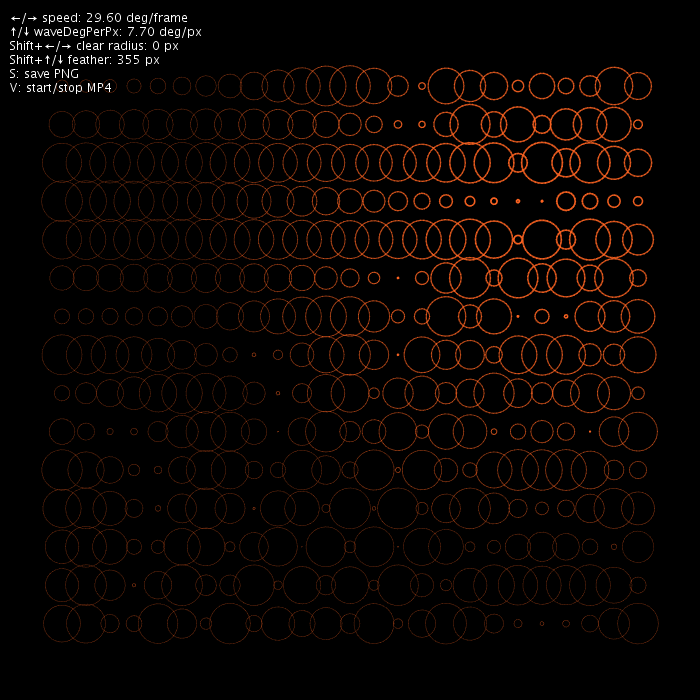 ←/→ speed: 29.60 deg/frame
↑/↓ waveDegPerPx: 7.70 deg/px
Shift+←/→ clear radius: 0 px
Shift+↑/↓ feather: 355 px
S: save PNG
V: start/stop MP4